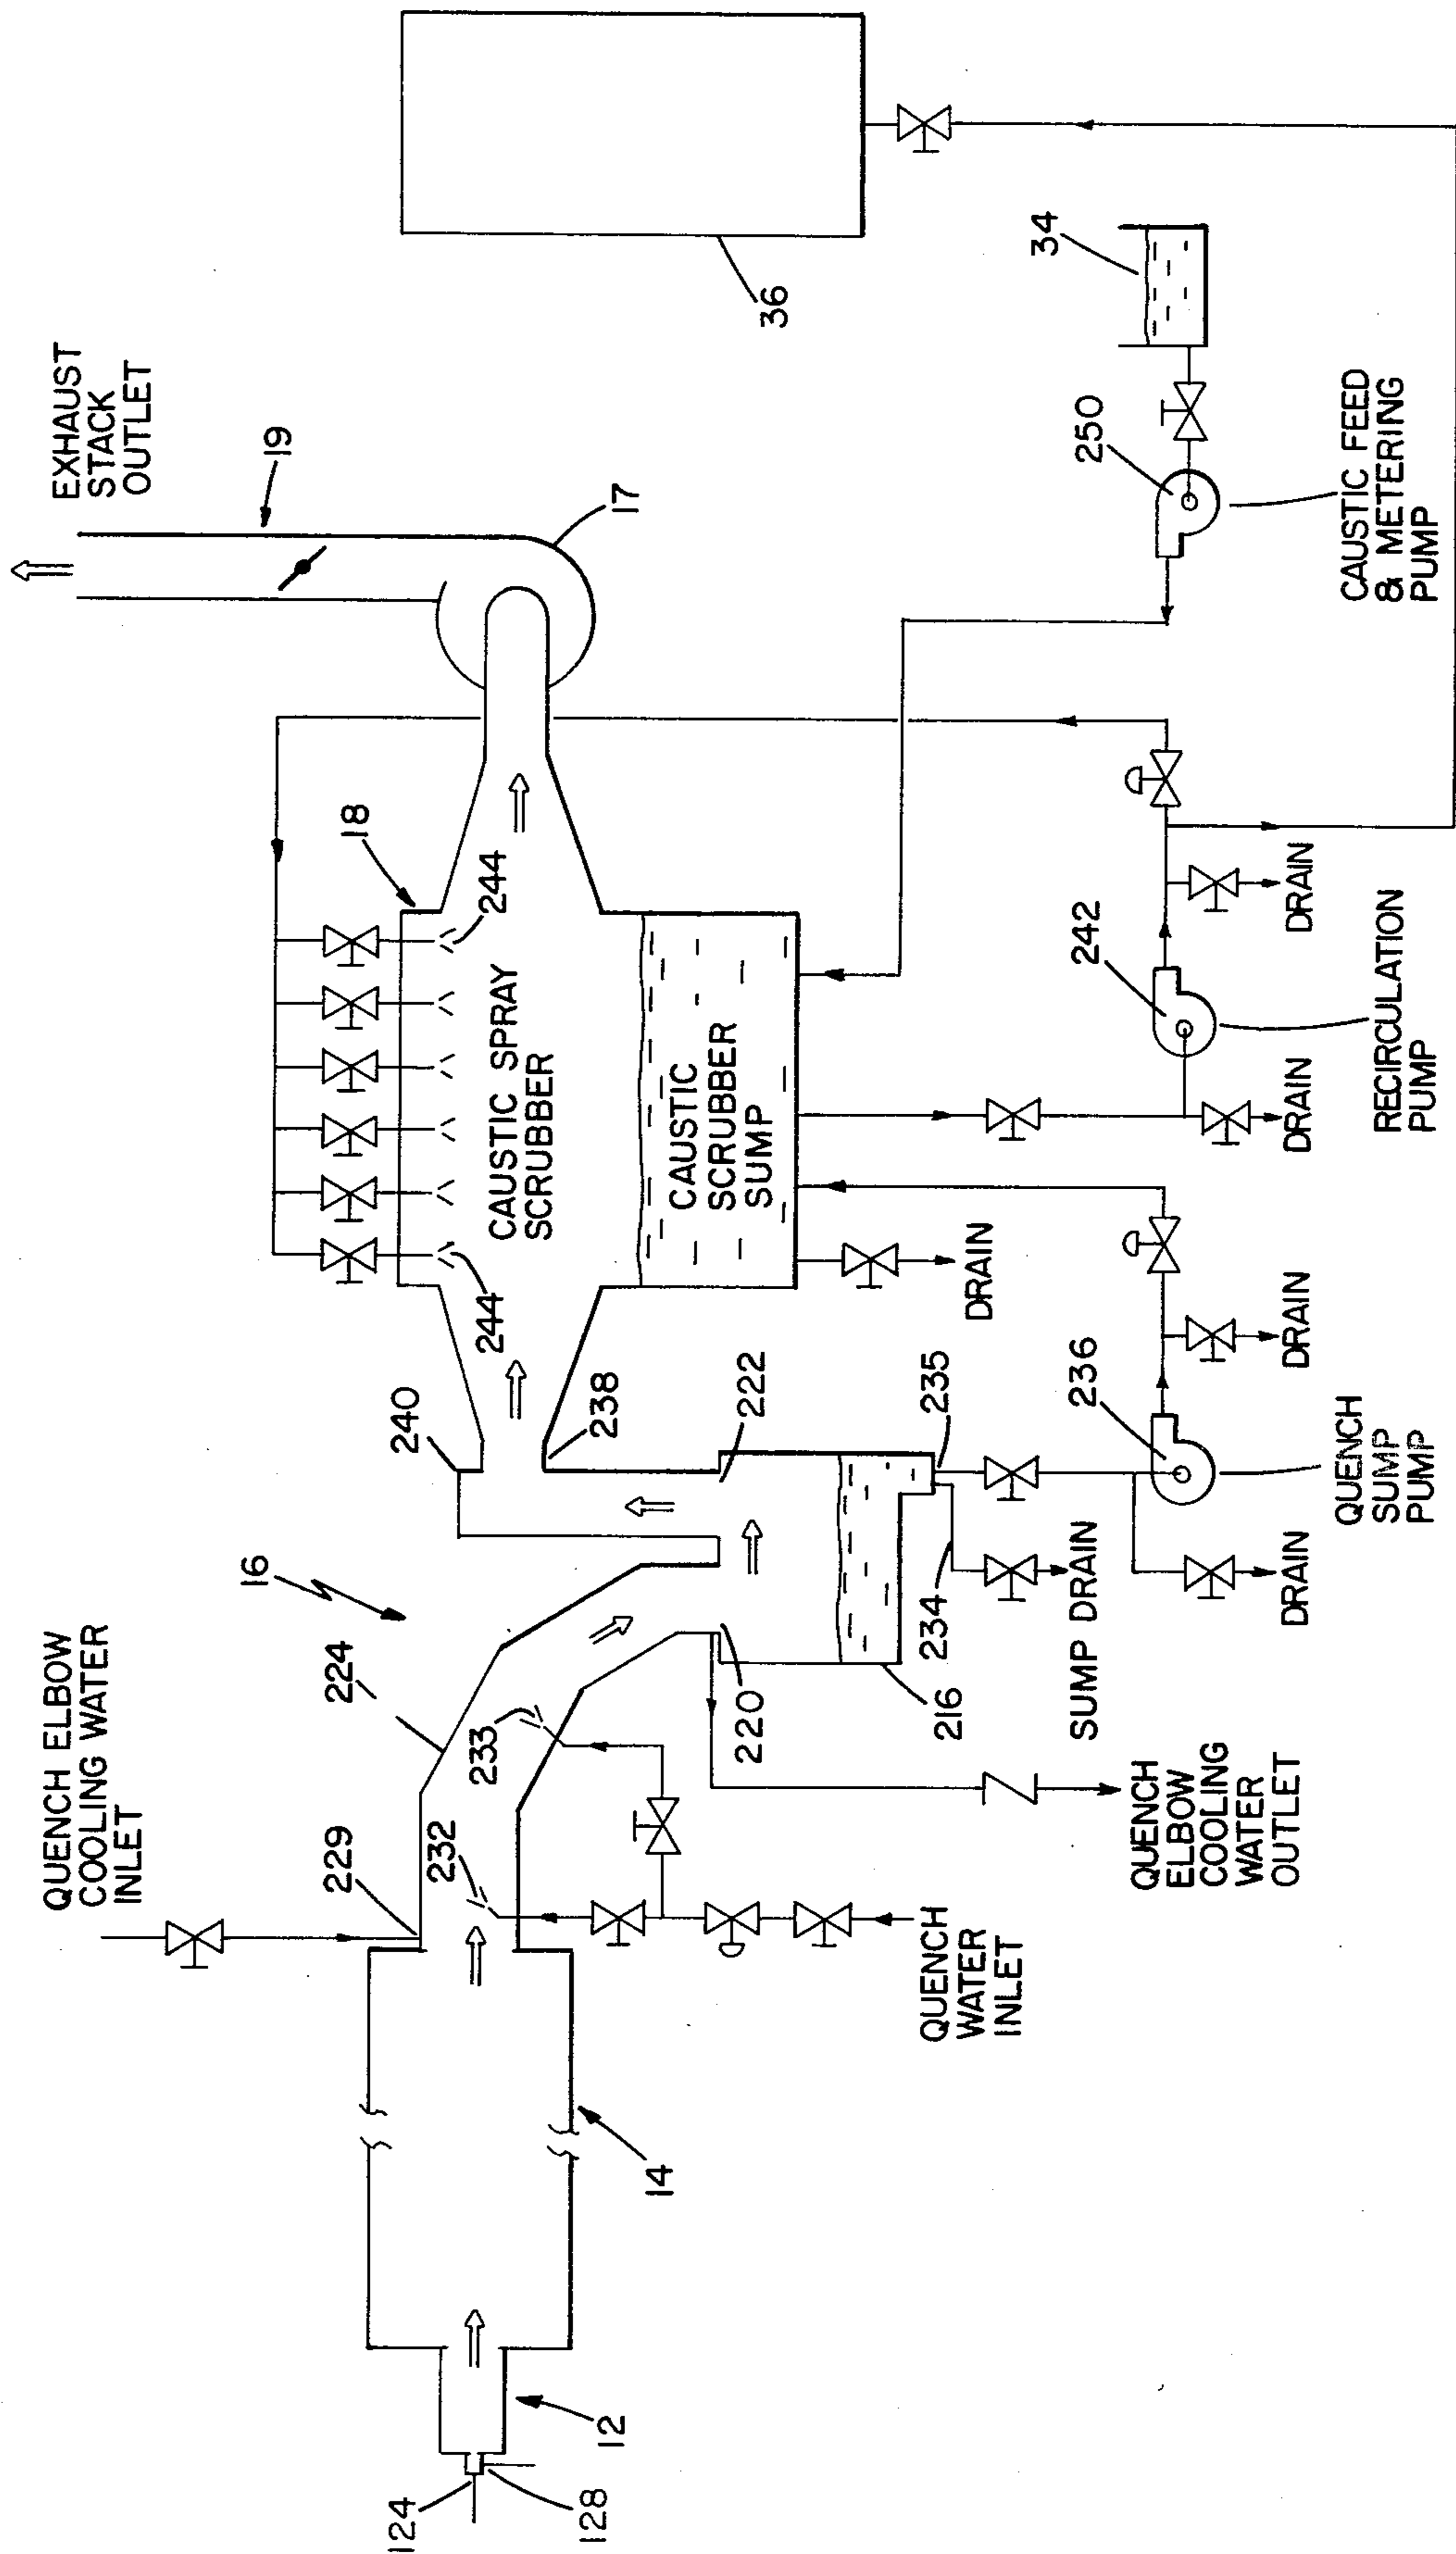 EXHAUST
STACK
OUTLET
19
17
36
34
250
CAUSTIC FEED
& METERING
PUMP
18
244
CAUSTIC SPRAY
SCRUBBER
244
CAUSTIC
SCRUBBER
SUMP
242
DRAIN
RECIRCULATION
PUMP
DRAIN
DRAIN
DRAIN
236
QUENCH
SUMP
PUMP
DRAIN
240
238
222
235
234
SUMP DRAIN
16
224
QUENCH ELBOW
COOLING WATER
INLET
229
232
233
220
216
QUENCH
ELBOW
COOLING
WATER
OUTLET
QUENCH
WATER
INLET
14
12
124
128